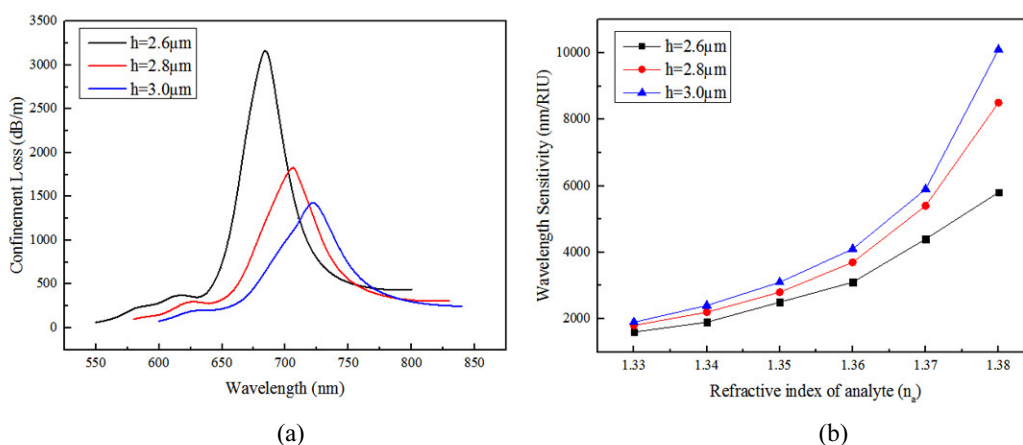 3500
3000
2500
2000
1750
1250
1000
500
250
0
550
600
650
700
750
800
850
Confinement Loss (dB/m)
Wavelength (nm)
h=2.6µm
h=2.8µm
h=3.0µm
(a)
10000
8000
6000
4000
2000
1.33
1.34
1.35
1.36
1.37
1.38
Wavelength Sensitivity (nm/RIU)
Refractive index of analyte (nₐ)
h=2.6µm
h=2.8µm
h=3.0µm
(b)